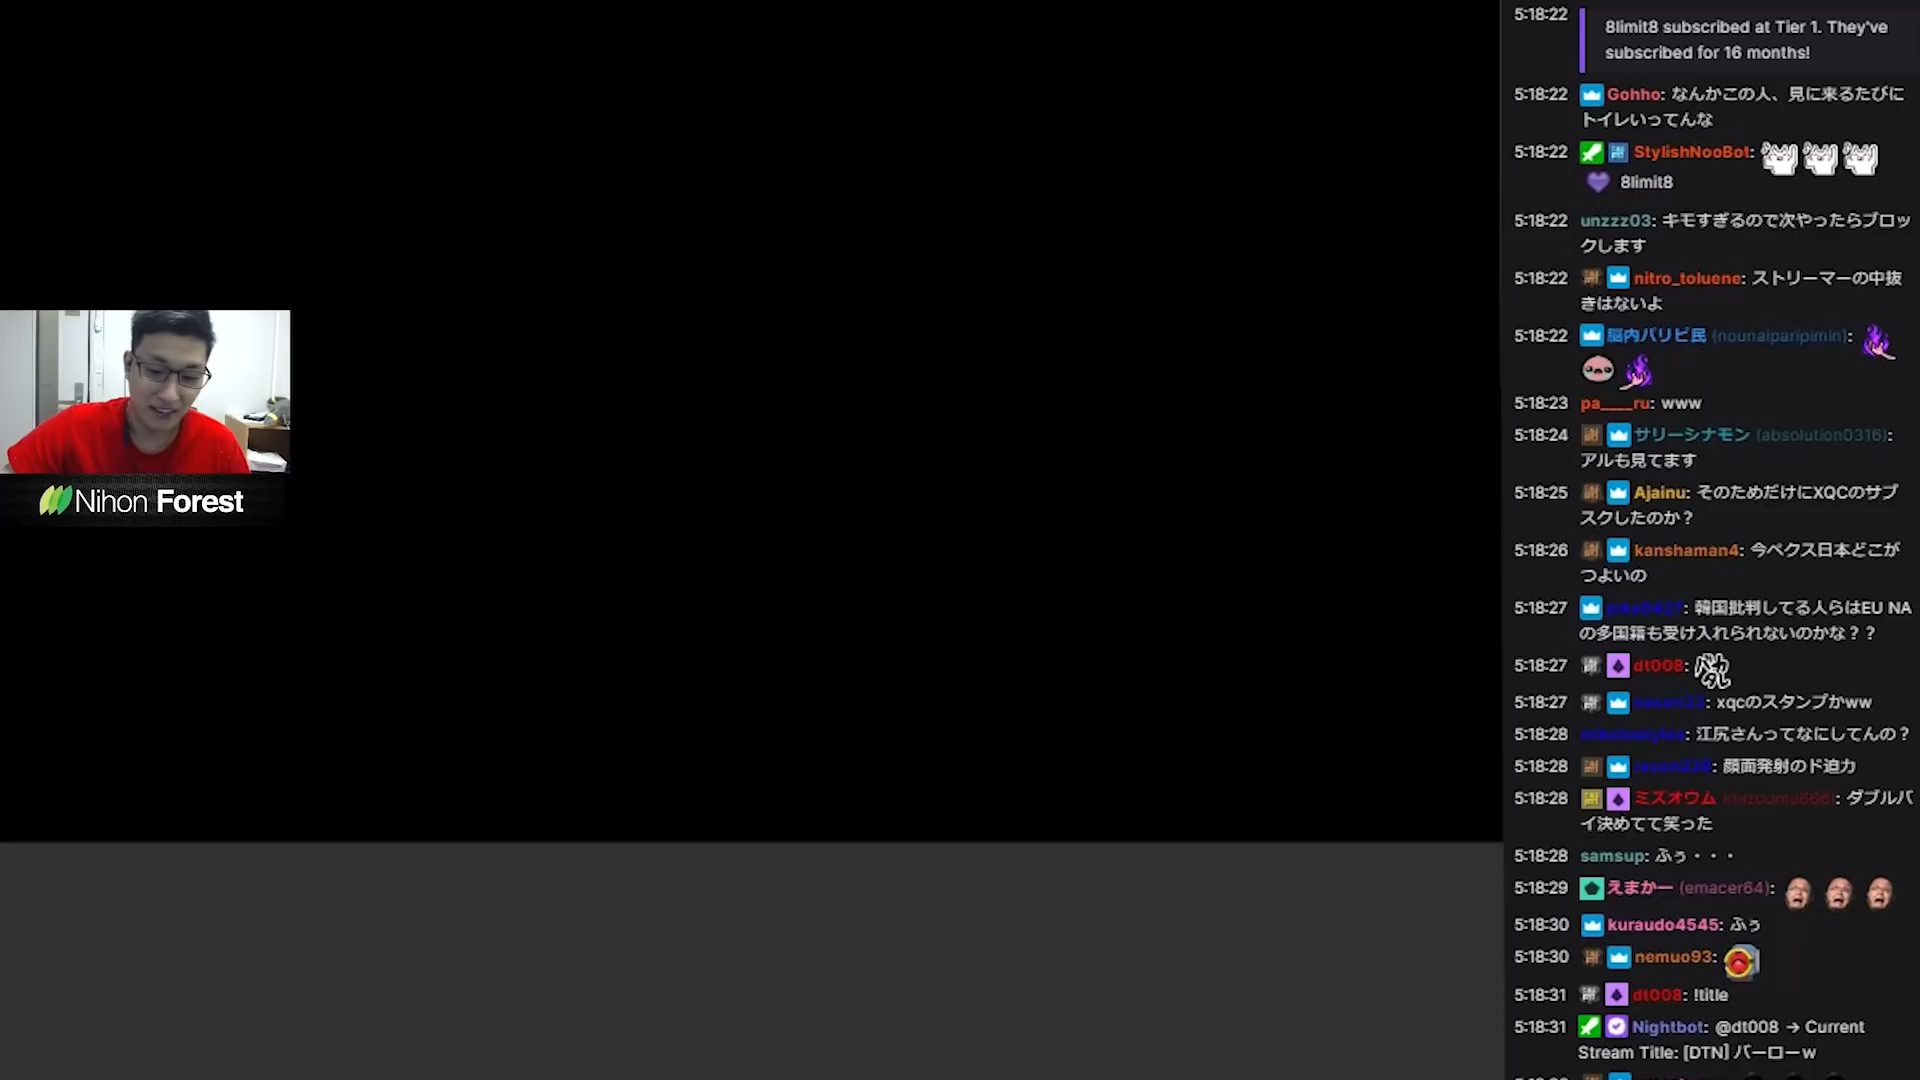 5:18:22
8limit8 subscribed at Tier 1. They've
subscribed for 16 months!
5:18:22 Gohho: なんかこの人、見に来るたびに
トイレいってんな
5:18:22 StylishNooBot:
8limit8
unzzz03: キモすぎるので次やったらブロッ
5:18:22
クします
5:18:22 nitro_toluene: ストリーマーの中抜
きはないよ
5:18:22 脳内パリピ民 (nounaiparipimin):
5:18:23 pa____ru: www
5:18:24 サリーシナモン (absolution0316):
アルも見てます
5:18:25 Ajainu: そのためだけにXQCのサブ
スクしたのか？
5:18:26 kanshaman4: 今ペクス日本どこが
つよいの
5:18:27 : 韓国批判してる人らはEU NA
の多国籍も受け入れられないのかな？？
5:18:27 dt008: バカタレ
5:18:27 : xqcのスタンプかww
5:18:28 : 江尻さんってなにしてんの？
5:18:28 : 顔面発射のド迫力
5:18:28 ミズオウム (mizoumu666): ダブルバ
イ決めてて笑った
5:18:28 samsup: ふぅ・・・
5:18:29 えまかー (emacer64):
5:18:30 kuraudo4545: ふぅ
5:18:30 nemuo93:
5:18:31 dt008: !title
5:18:31 Nightbot: @dt008 → Current
Stream Title: [DTN] バーローw
Nihon Forest